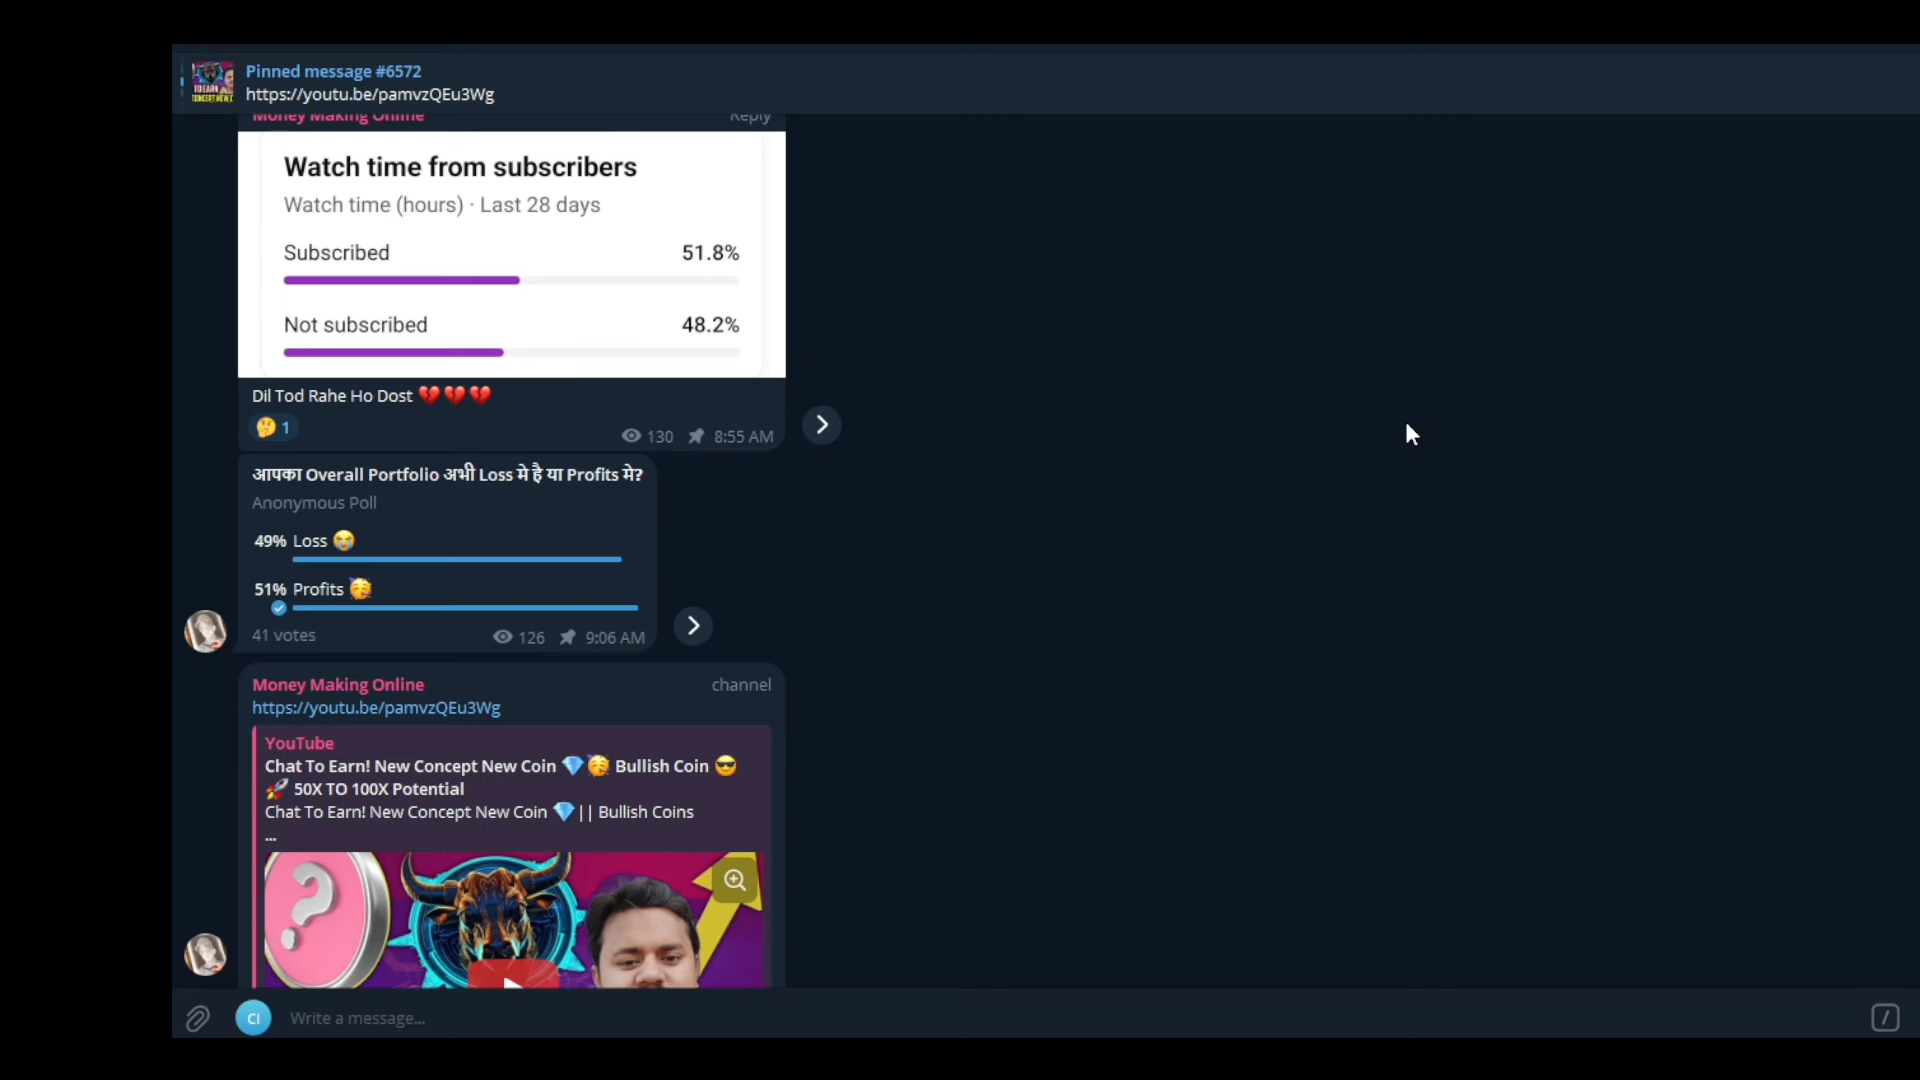 Pinned message #6572
https://youtu.be/pamvzQEu3Wg
Money Making Online Reply
Watch time from subscribers
Watch time (hours) · Last 28 days
Subscribed 51.8%
Not subscribed 48.2%
Dil Tod Rahe Ho Dost 💔💔💔
🤔 1 130 8:55 AM
आपका Overall Portfolio अभी Loss मे है या Profits मे?
Anonymous Poll
49% Loss 😭
51% Profits 🥳
41 votes 126 9:06 AM
Money Making Online channel
https://youtu.be/pamvzQEu3Wg
YouTube
Chat To Earn! New Concept New Coin 💎🥳 Bullish Coin 😎
🚀 50X TO 100X Potential
Chat To Earn! New Concept New Coin 💎|| Bullish Coins
...
CI Write a message...